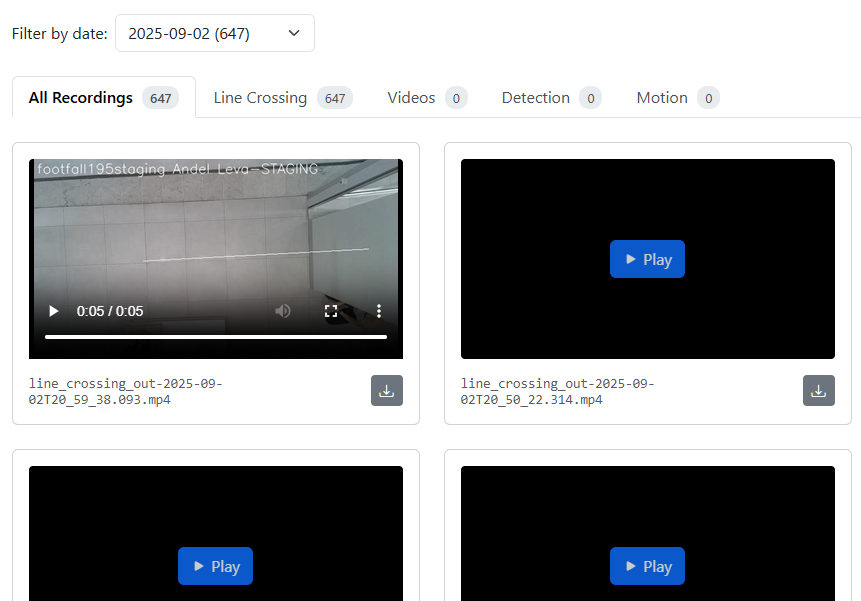 Filter by date: 2025-09-02 (647)
All Recordings 647 Line Crossing 647 Videos 0 Detection 0 Motion 0
footfall195staging Andel Leva-STAGING
Play
0:05 / 0:05
line_crossing_out-2025-09-
02T20_59_38.093.mp4
line_crossing_out-2025-09-
02T20_50_22.314.mp4
Play
Play